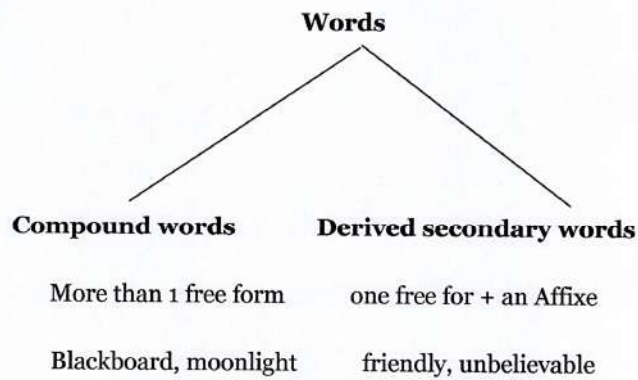 Words
Compound words Derived secondary words
More than 1 free form one free for + an Affixe
Blackboard, moonlight friendly, unbelievable